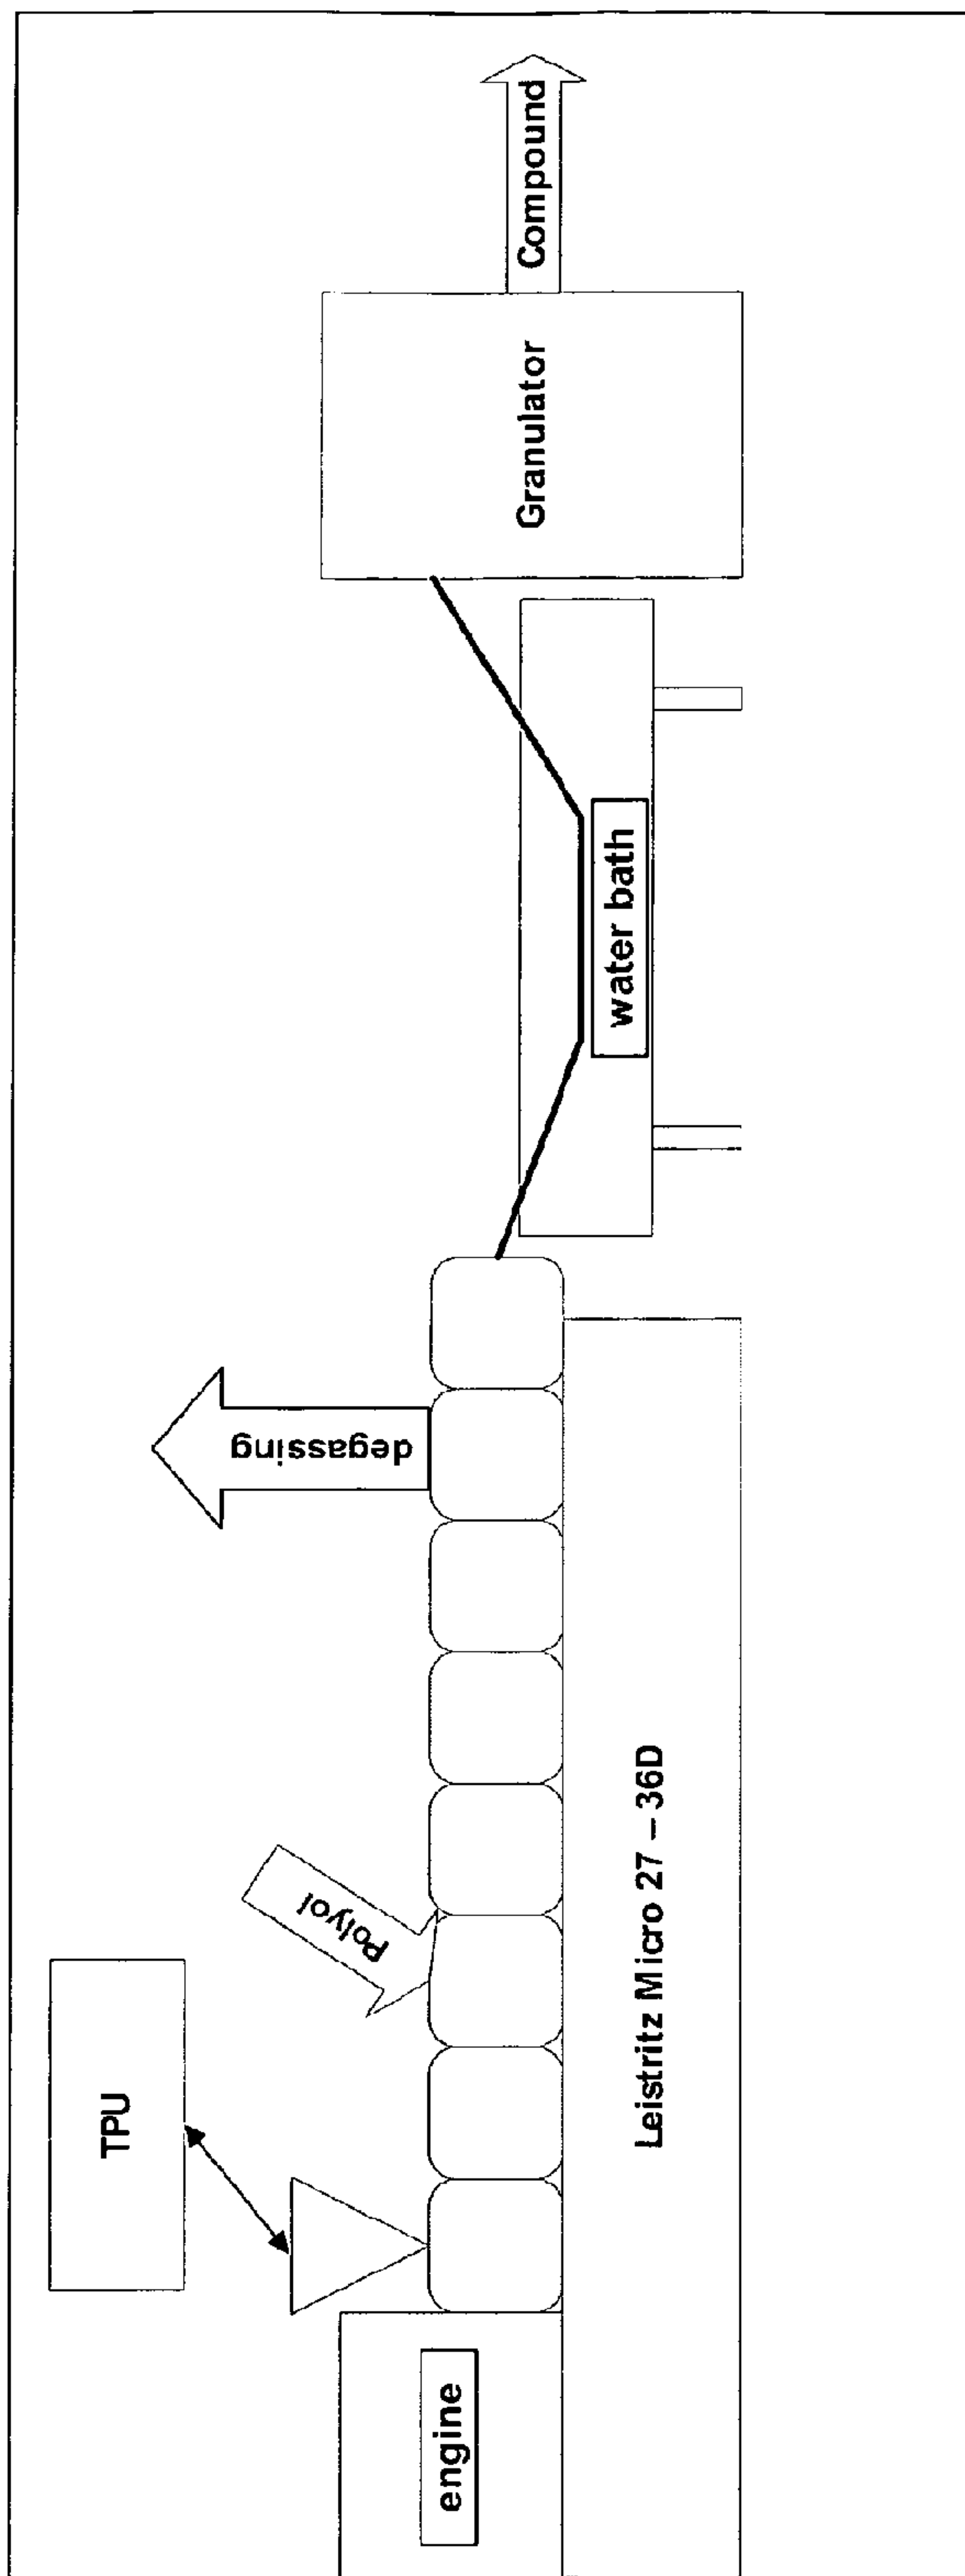 TPU
engine
Polyol
degassing
Leistritz Micro 27 – 36D
water bath
Granulator
Compound